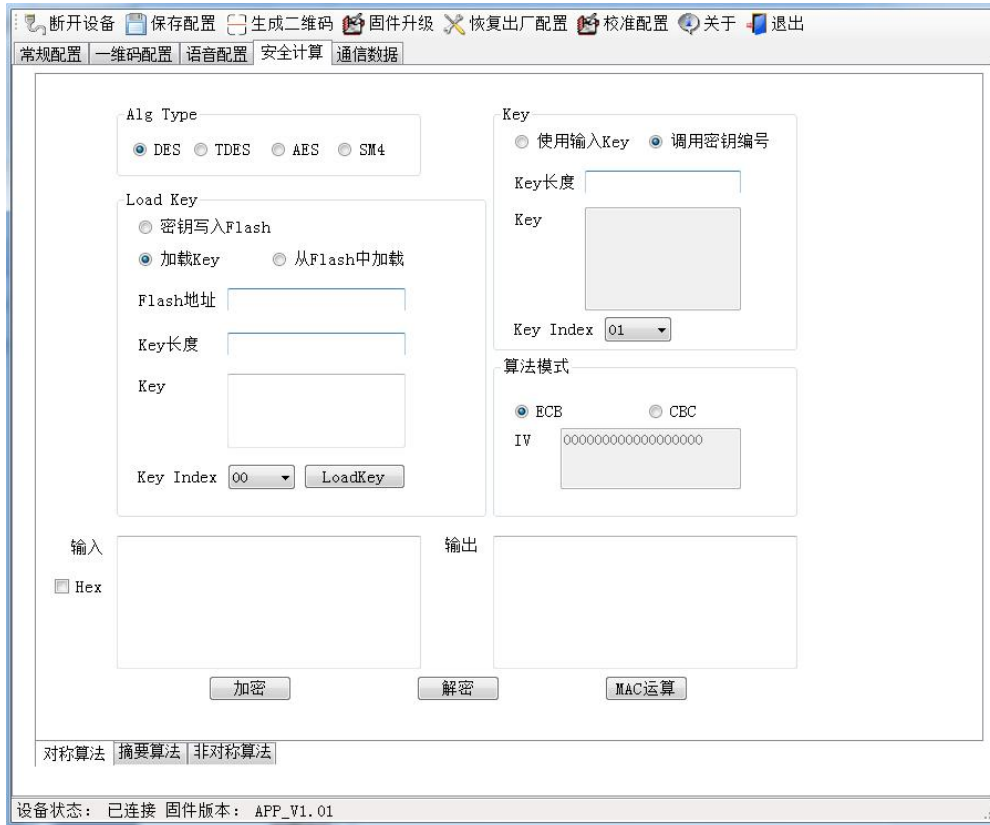 断开设备 保存配置 生成二维码 固件升级 恢复出厂配置 校准配置 关于 退出
常规配置 一维码配置 语音配置 安全计算 通信数据
Alg Type
DES TDES AES SM4
Load Key
密钥写入Flash
加载Key 从Flash中加载
Flash地址
Key长度
Key
Key Index 00 LoadKey
Key
使用输入Key 调用密钥编号
Key长度
Key
Key Index 01
算法模式
ECB CBC
IV 0000000000000000
输入 输出
Hex
加密 解密 MAC运算
对称算法 摘要算法 非对称算法
设备状态: 已连接 固件版本: APP_V1.01